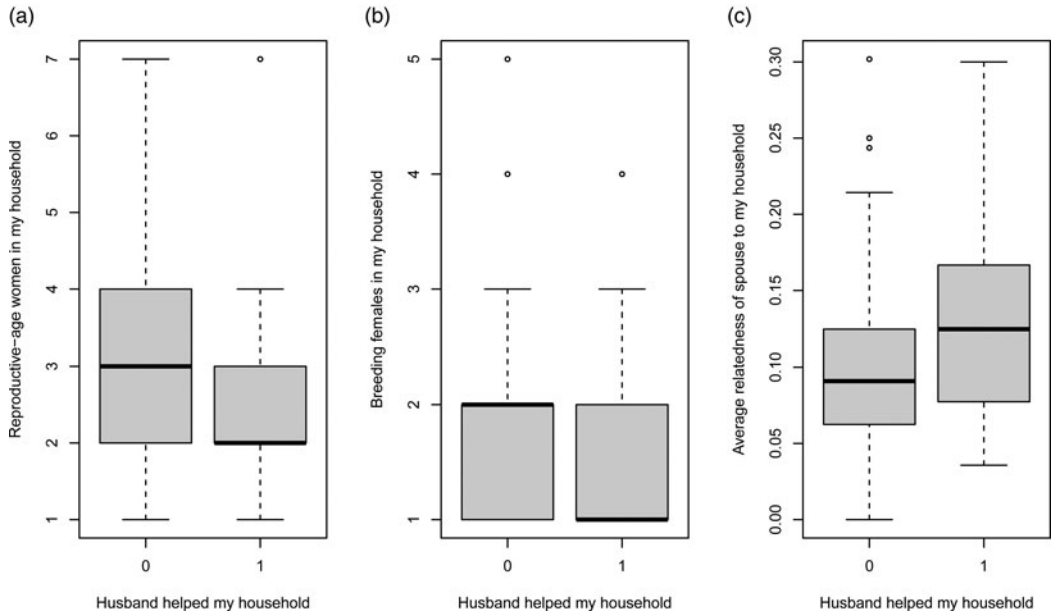 (a)
Reproductive-age women in my household
7
6
5
4
3
2
1
0 1
Husband helped my household
(b)
Breeding females in my household
5
4
3
2
1
0 1
Husband helped my household
(c)
Average relatedness of spouse to my household
0.30
0.25
0.20
0.15
0.10
0.05
0.00
0 1
Husband helped my household